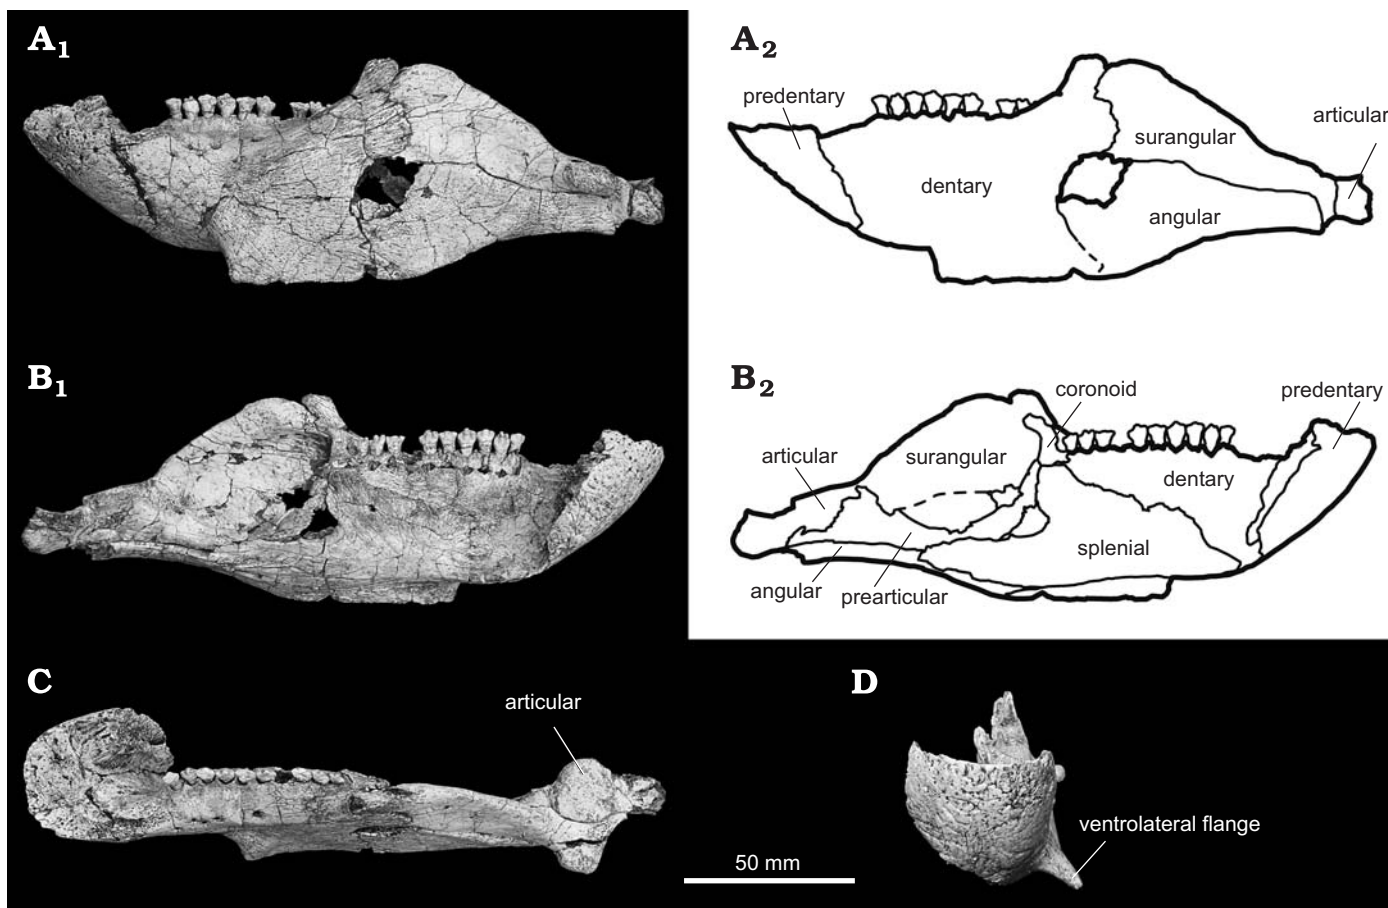 A1
A2
predentary
articular
surangular
dentary
angular
B1
B2
coronoid
predentary
articular
surangular
dentary
splenial
angular
prearticular
C
D
articular
ventrolateral flange
50 mm